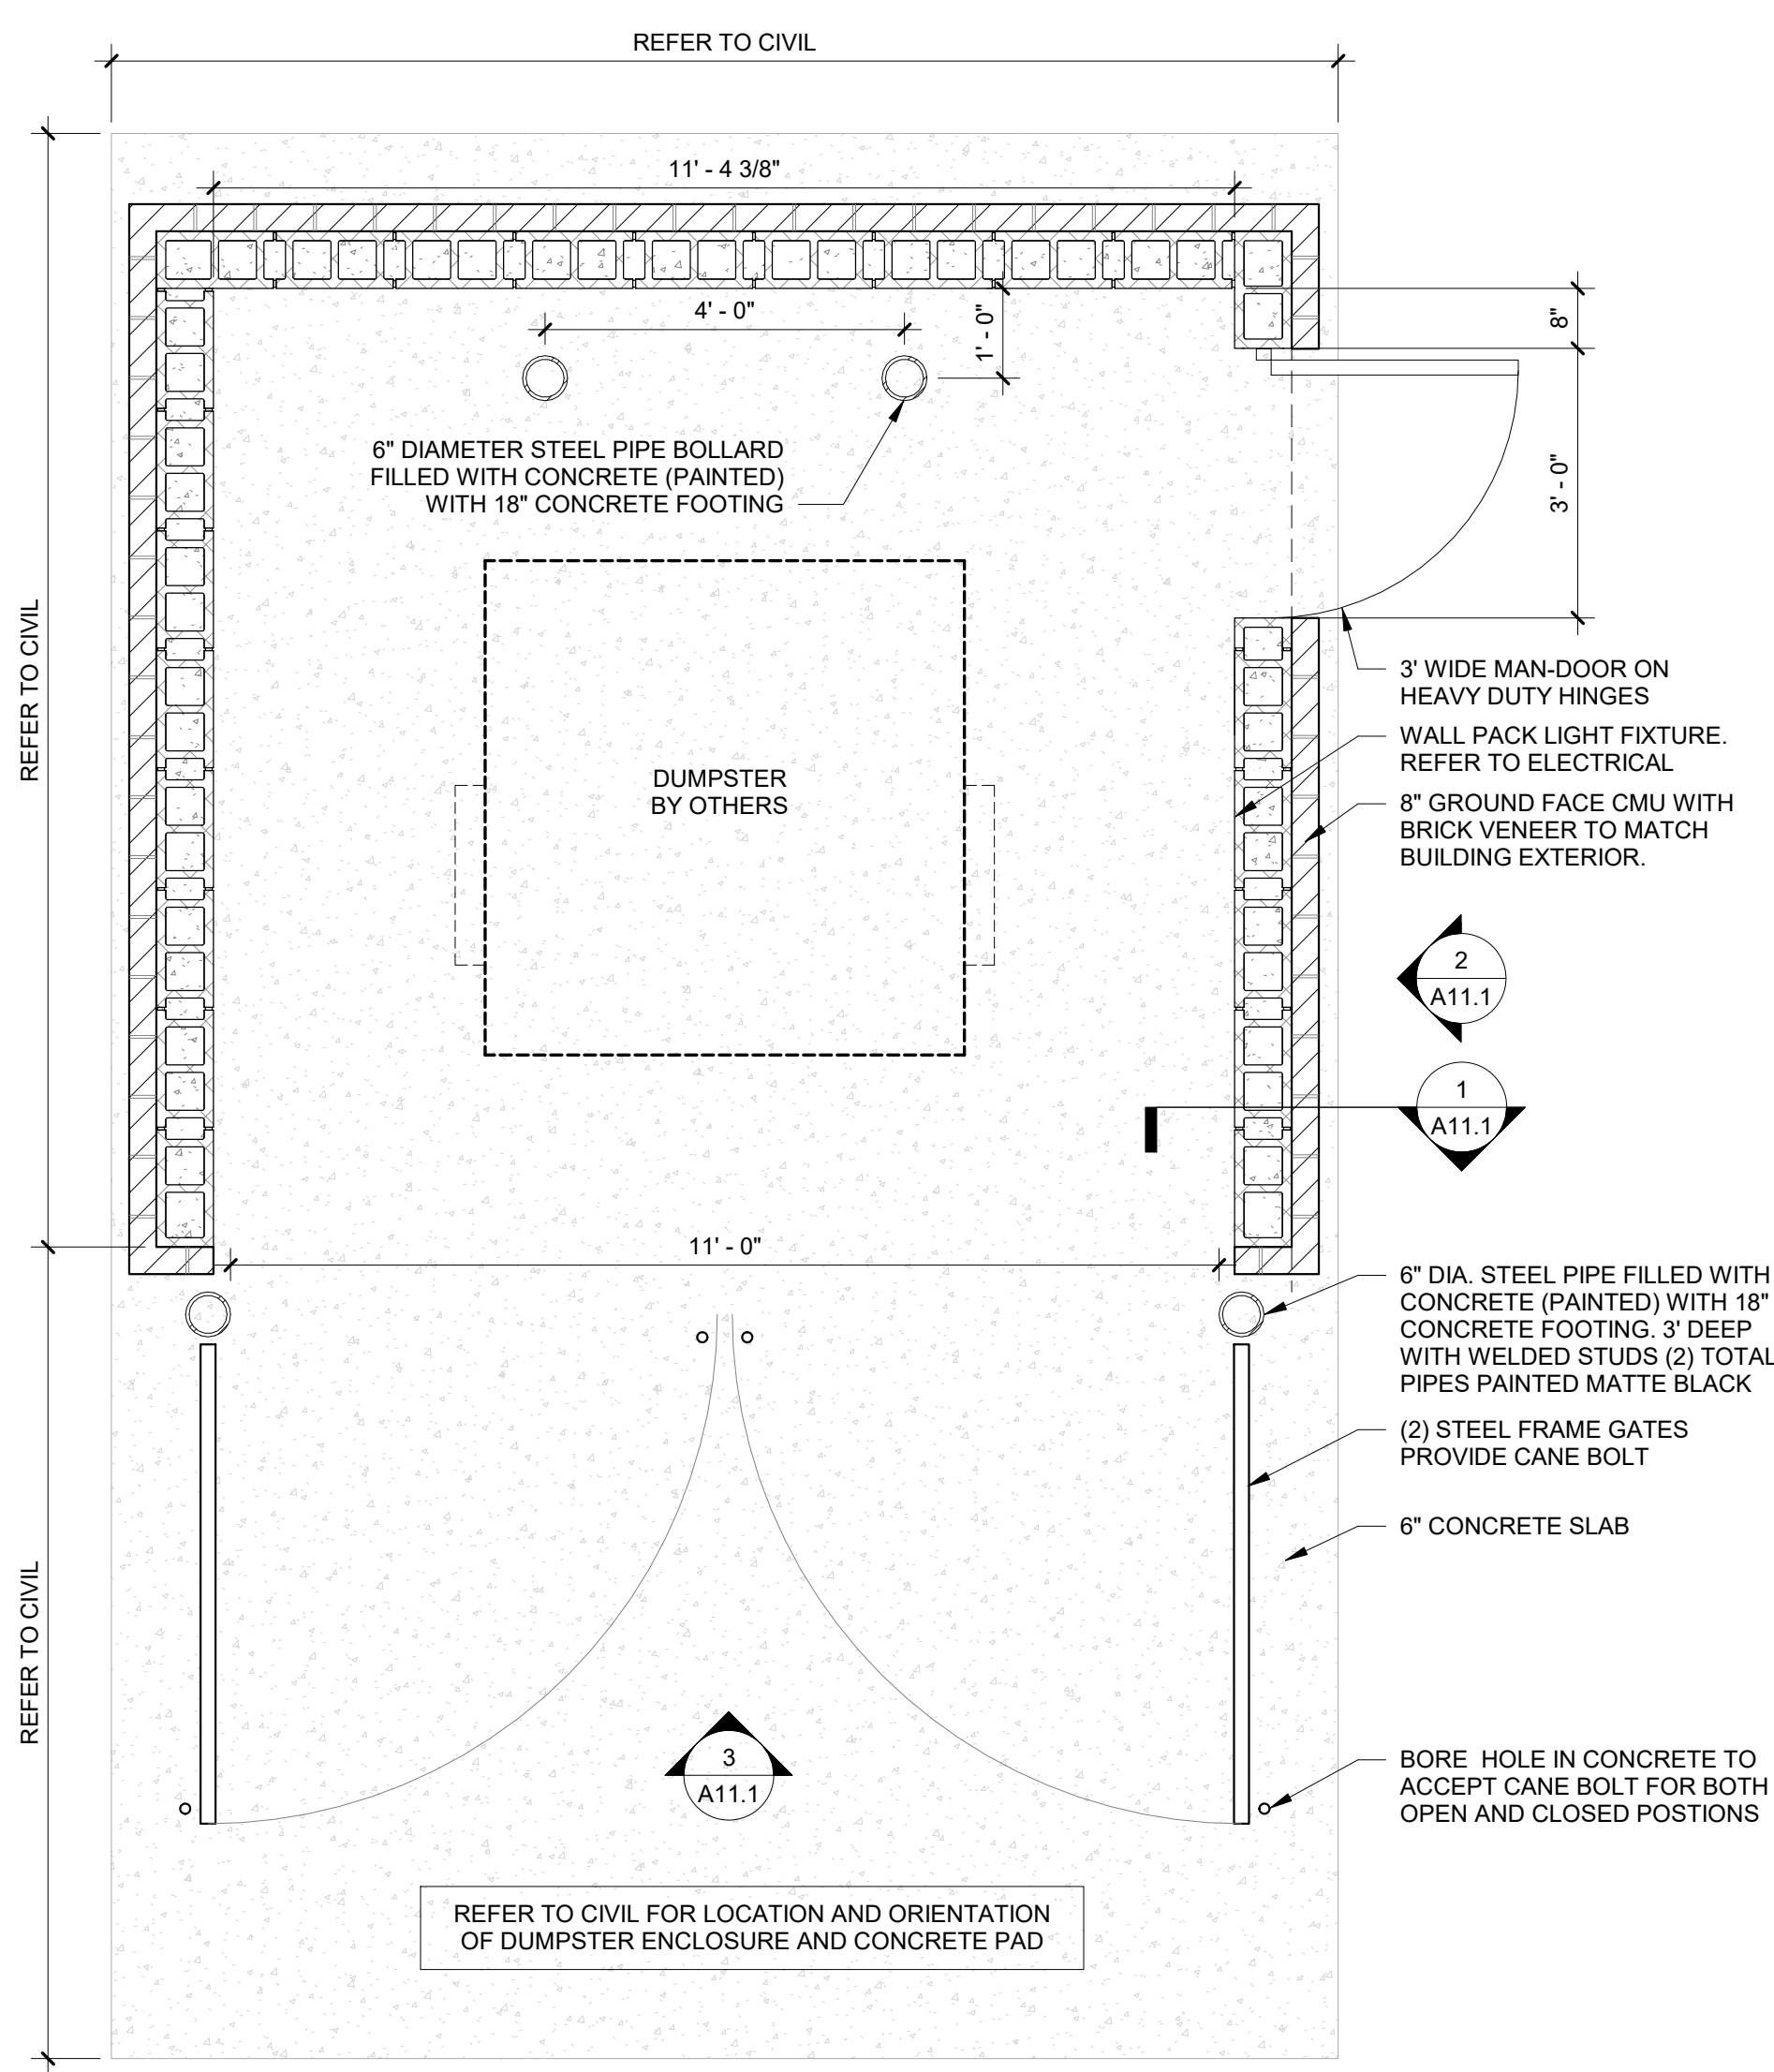 REFER TO CIVIL
11' - 4 3/8"
4' - 0"
1' - 0"
8"
3' - 0"
6" DIAMETER STEEL PIPE BOLLARD
FILLED WITH CONCRETE (PAINTED)
WITH 18" CONCRETE FOOTING
REFER TO CIVIL
3' WIDE MAN-DOOR ON
HEAVY DUTY HINGES
WALL PACK LIGHT FIXTURE.
REFER TO ELECTRICAL
DUMPSTER
BY OTHERS
8" GROUND FACE CMU WITH
BRICK VENEER TO MATCH
BUILDING EXTERIOR.
2
A11.1
1
A11.1
11' - 0"
6" DIA. STEEL PIPE FILLED WITH
CONCRETE (PAINTED) WITH 18"
CONCRETE FOOTING. 3' DEEP
WITH WELDED STUDS (2) TOTAL
PIPES PAINTED MATTE BLACK
(2) STEEL FRAME GATES
PROVIDE CANE BOLT
6" CONCRETE SLAB
REFER TO CIVIL
3
A11.1
BORE HOLE IN CONCRETE TO
ACCEPT CANE BOLT FOR BOTH
OPEN AND CLOSED POSTIONS
REFER TO CIVIL FOR LOCATION AND ORIENTATION
OF DUMPSTER ENCLOSURE AND CONCRETE PAD